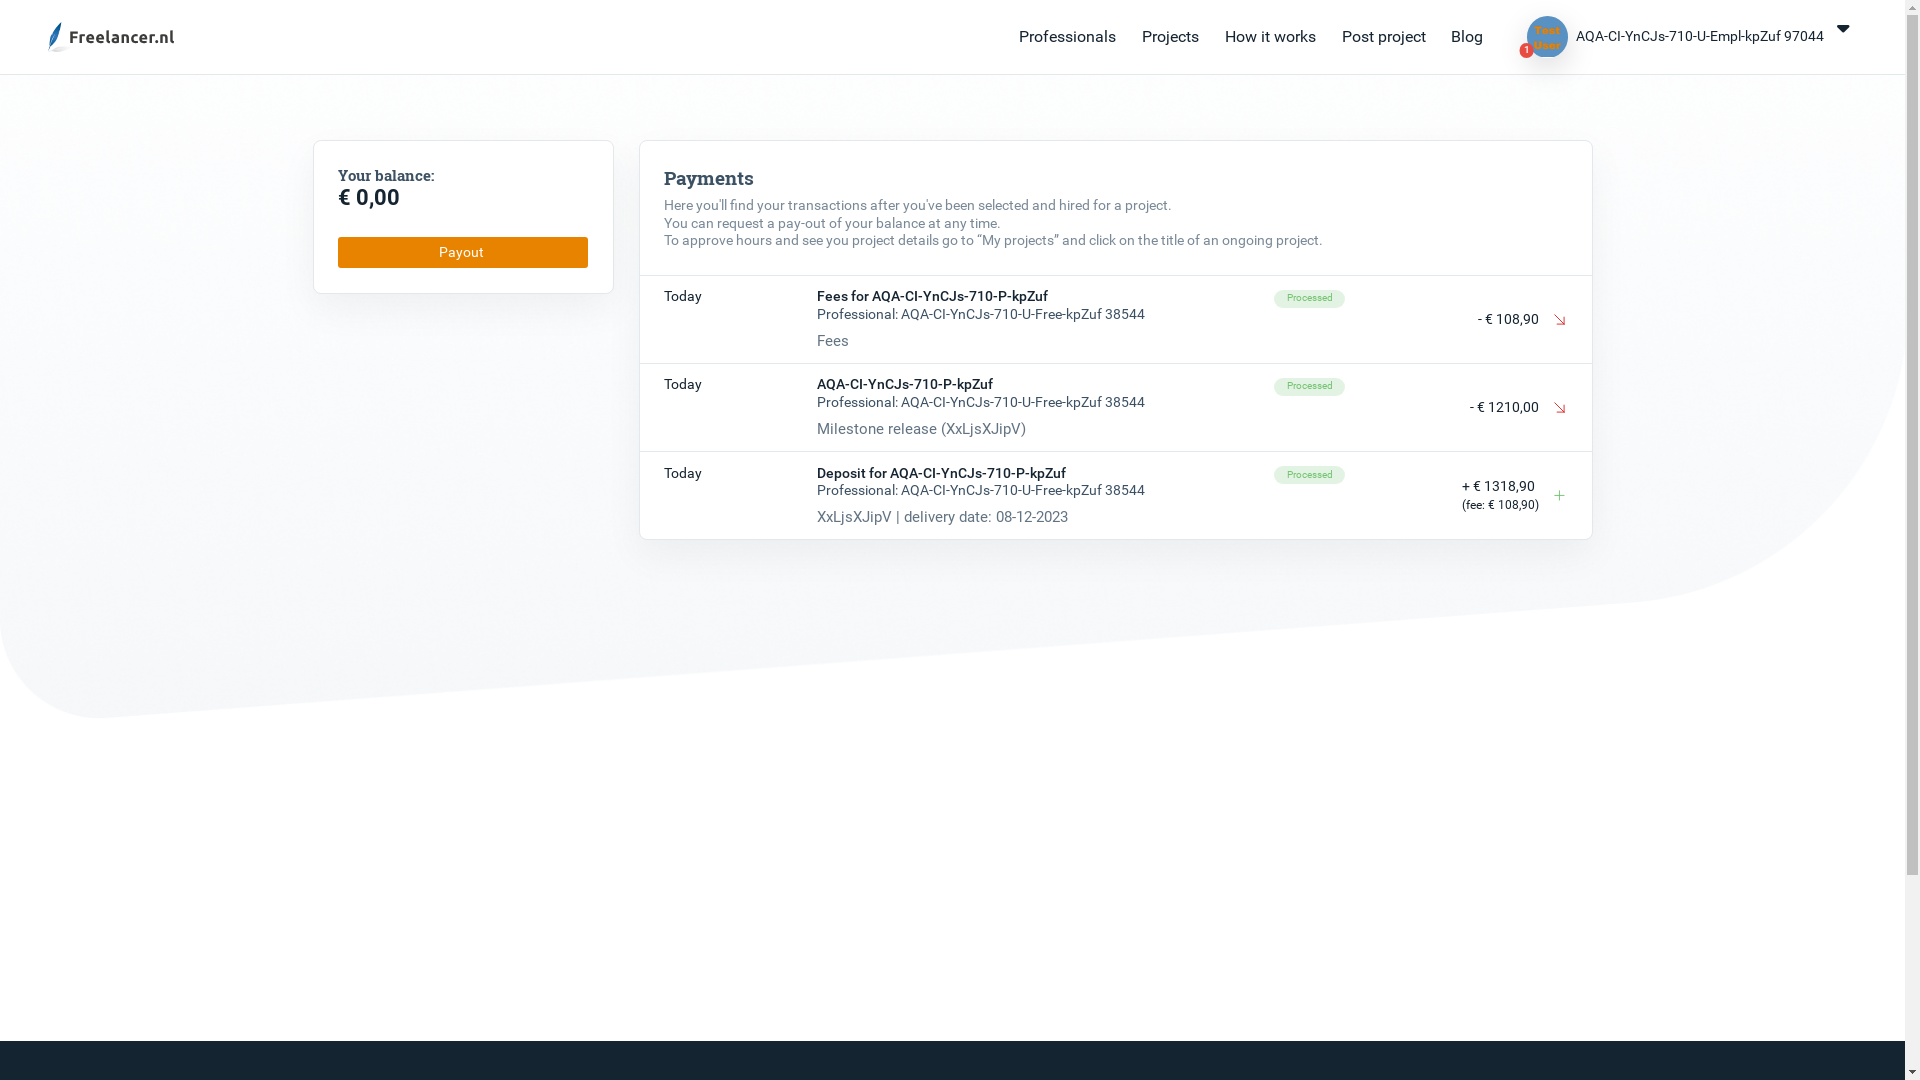 Freelancer.nl
Professionals
Projects
How it works
Post project
Blog
Test
User
1
AQA-CI-YnCJs-710-U-Empl-kpZuf 97044
Your balance:
€ 0,00
Payout
Payments
Here you'll find your transactions after you've been selected and hired for a project.
You can request a pay-out of your balance at any time.
To approve hours and see you project details go to “My projects” and click on the title of an ongoing project.
Today
Fees for AQA-CI-YnCJs-710-P-kpZuf
Professional: AQA-CI-YnCJs-710-U-Free-kpZuf 38544
Fees
Processed
- € 108,90
Today
AQA-CI-YnCJs-710-P-kpZuf
Professional: AQA-CI-YnCJs-710-U-Free-kpZuf 38544
Milestone release (XxLjsXJipV)
Processed
- € 1210,00
Today
Deposit for AQA-CI-YnCJs-710-P-kpZuf
Professional: AQA-CI-YnCJs-710-U-Free-kpZuf 38544
XxLjsXJipV | delivery date: 08-12-2023
Processed
+ € 1318,90
(fee: € 108,90)